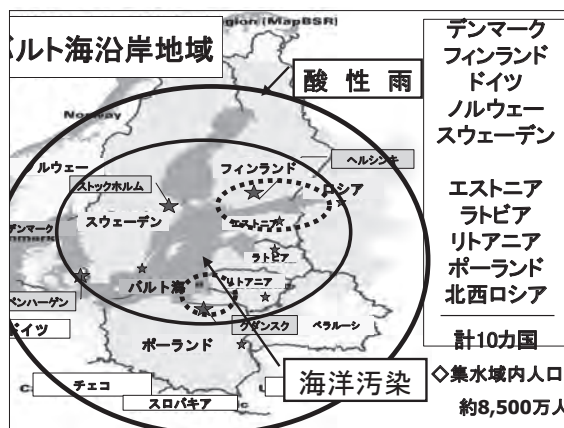 egion (MapBSR)
バルト海沿岸地域
酸性雨
Norway
ルウェー
フィンランド
ヘルシンキ
ストックホルム
ロシア
スウェーデン
エストニア
デンマーク
nmark
ラトビア
バルト海
リトアニア
ペンハーゲン
グダンスク
ベラルーシ
ドイツ
ポーランド
海洋汚染
チェコ
スロバキア
デンマーク
フィンランド
ドイツ
ノルウェー
スウェーデン
エストニア
ラトビア
リトアニア
ポーランド
北西ロシア
計10カ国
◇集水域内人口
約8,500万人